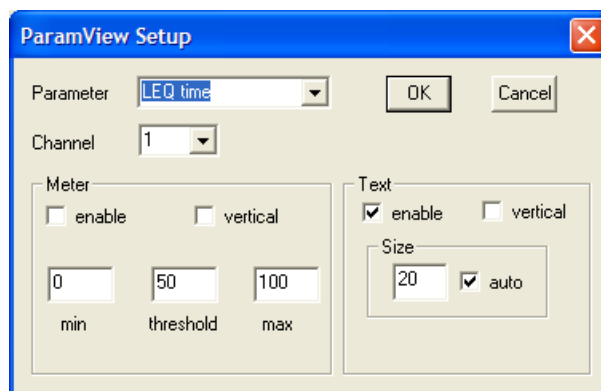 ParamView Setup
Parameter LEQ time OK Cancel
Channel 1
Meter Text
enable vertical enable vertical
Size
0 50 100 20 auto
min threshold max